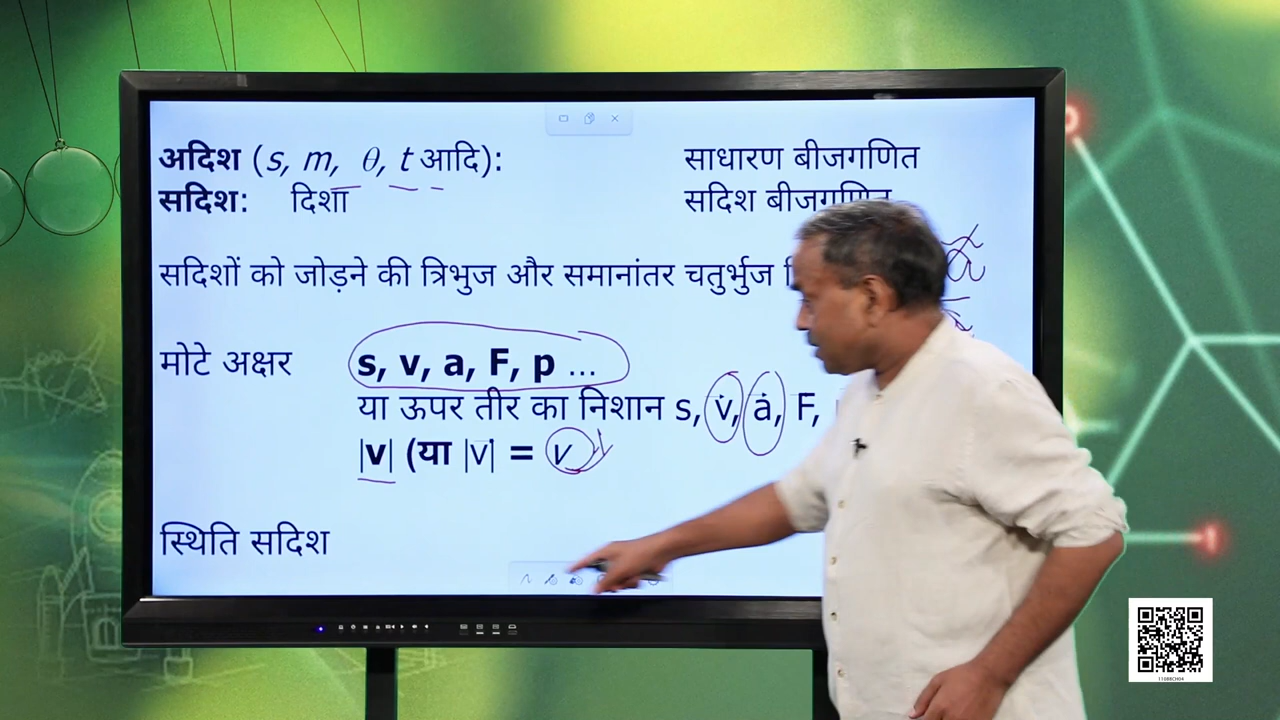 अदिश (s, m, θ, t आदि): साधारण बीजगणित
सदिश: दिशा सदिश बीजगणित
सदिशों को जोड़ने की त्रिभुज और समानांतर चतुर्भुज
मोटे अक्षर s, v, a, F, p ...
या ऊपर तीर का निशान s, v, a, F,
|v| (या |v| = v
स्थिति सदिश